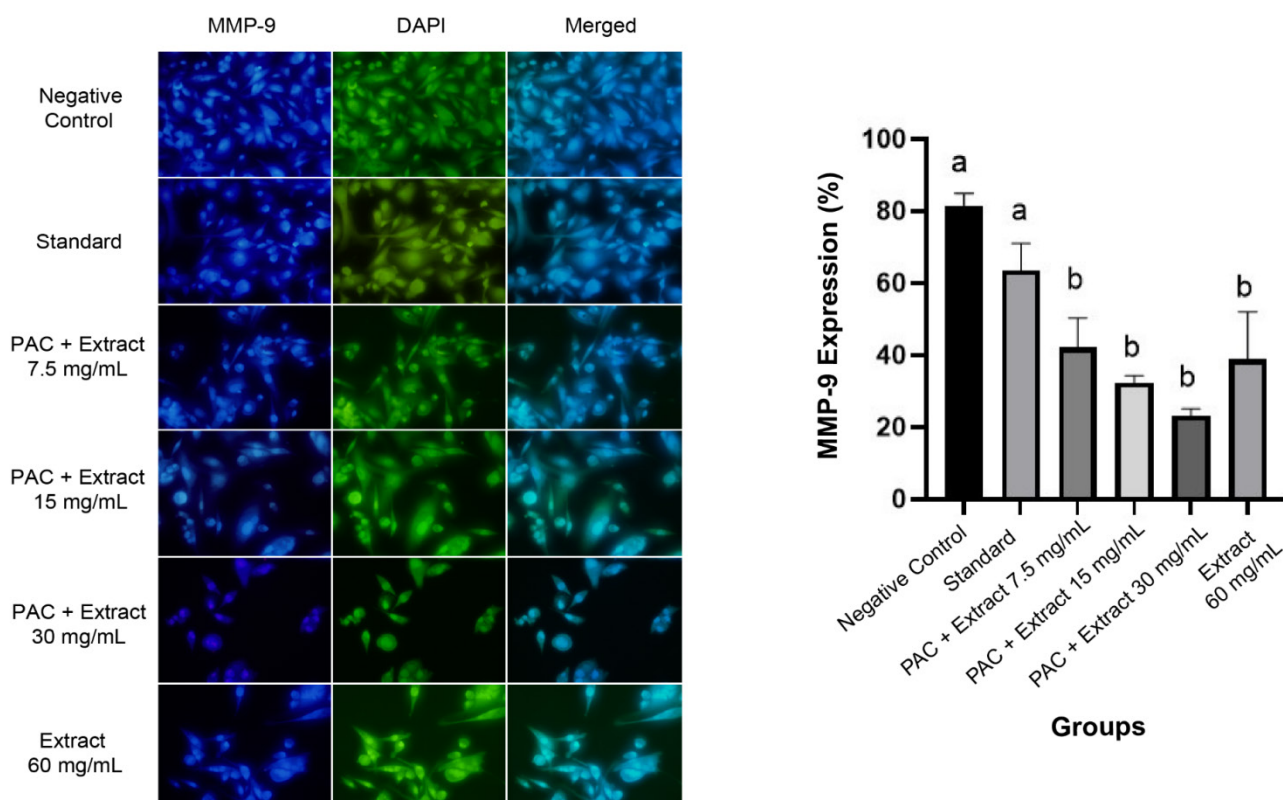 MMP-9 DAPI Merged
Negative
Control
Standard
PAC + Extract
7.5 mg/mL
PAC + Extract
15 mg/mL
PAC + Extract
30 mg/mL
Extract
60 mg/mL
MMP-9 Expression (%)
100
80
60
40
20
0
a
a
b
b
b
b
Negative Control
Standard
PAC + Extract 7.5 mg/mL
PAC + Extract 15 mg/mL
PAC + Extract 30 mg/mL
Extract
60 mg/mL
Groups